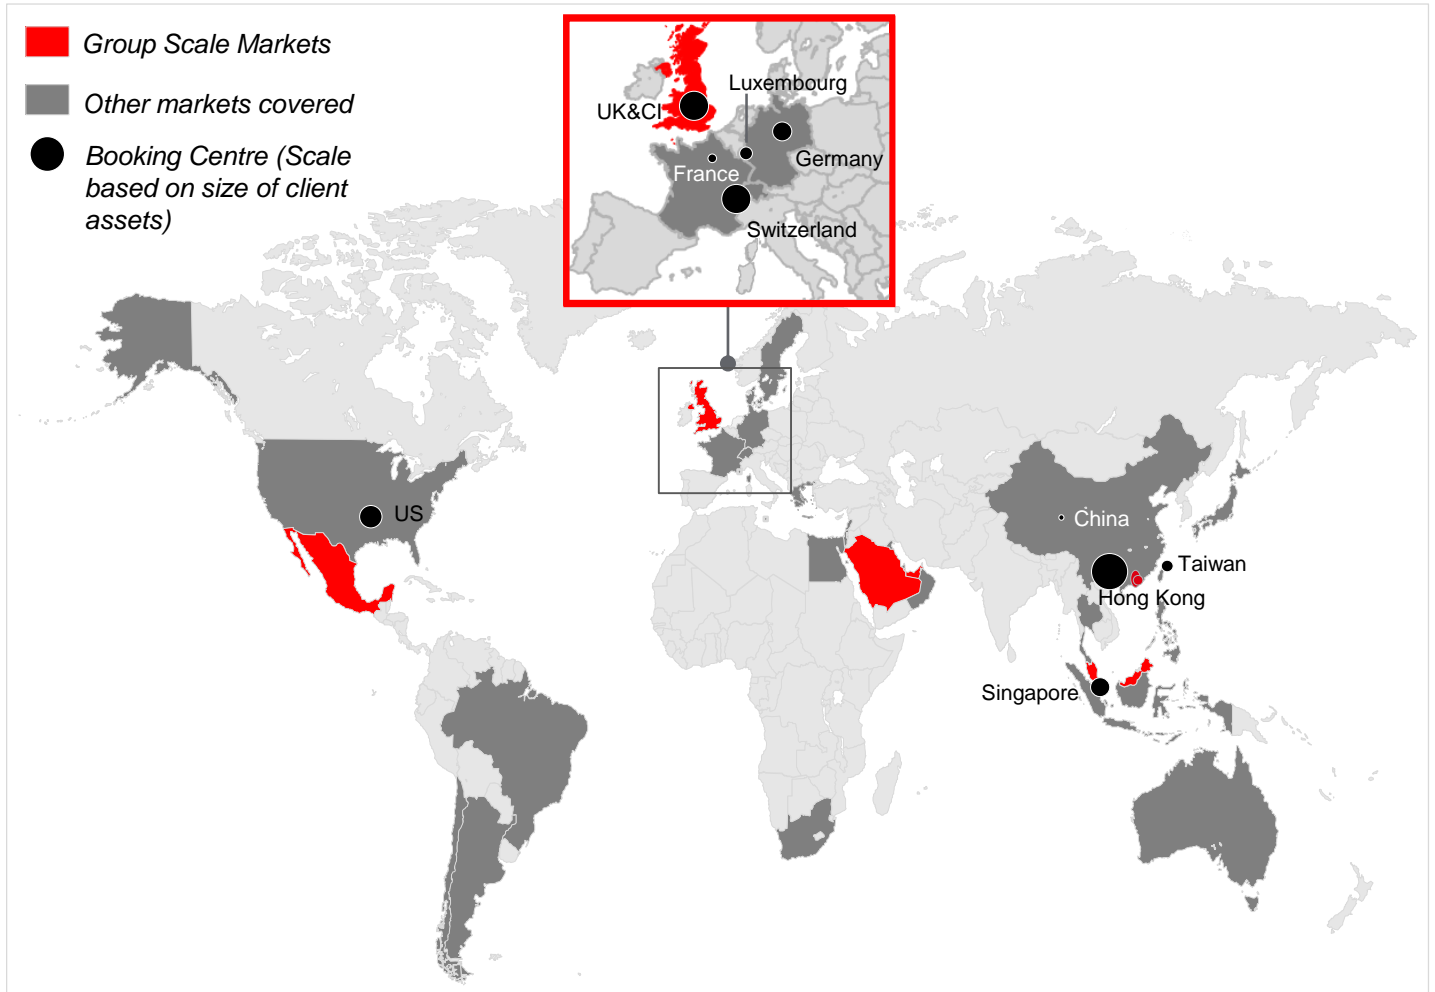 Group Scale Markets
Other markets covered
Booking Centre (Scale
based on size of client
assets)
Luxembourg
UK&CI
Germany
France
Switzerland
US
China
Taiwan
Hong Kong
Singapore